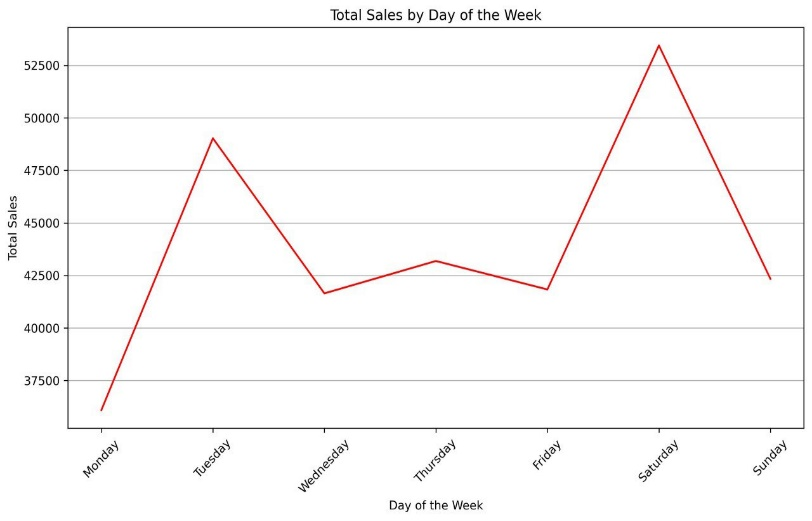 Total Sales by Day of the Week
52500
50000
47500
45000
42500
40000
37500
Total Sales
Monday
Tuesday
Wednesday
Thursday
Friday
Saturday
Sunday
Day of the Week